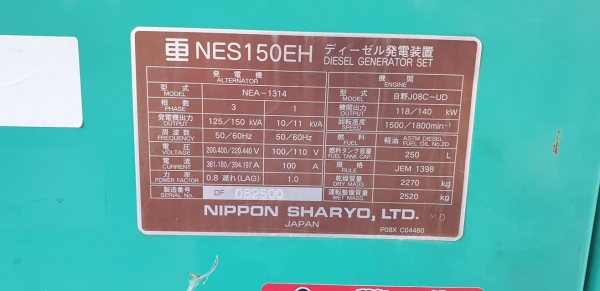 NES150EH ディーゼル発電装置
DIESEL GENERATOR SET
発電機
ALTERNATOR
型式
MODEL
NEA-1314
相数
PHASE
3
1
発電機出力
OUTPUT
125/150 kVA
10/11 kVA
周波数
FREQUENCY
50/60Hz
50/60Hz
電圧
VOLTAGE
200.400/220.440 V
100/110 V
電流
CURRENT
361.180/394.197 A
100 A
力率
POWER FACTOR
0.8 遅れ(LAG)
1.0
製造番号
SERIAL No.
DF 082500
機関
ENGINE
型式
MODEL
日野J08C-UD
機関出力
OUTPUT
118/140 kW
回転速度
SPEED
1500/1800min⁻¹
燃料
FUEL
軽油
ASTM DIESEL
FUEL OIL No.2D
燃料タンク容量
FUEL TANK CAP
250 L
規格
RULE
JEM 1398
乾燥質量
DRY MASS
2270 kg
運転整備質量
WET MASS
2520 kg
NIPPON SHARYO, LTD. MD
JAPAN
P08X C04480